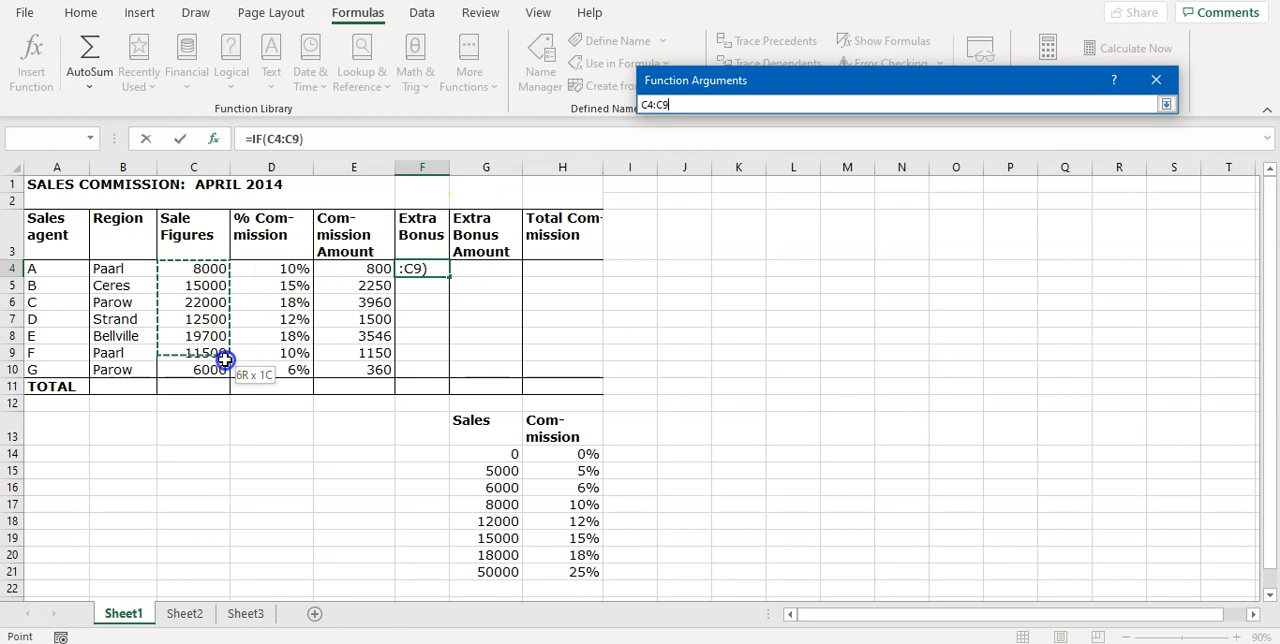 File Home Insert Draw Page Layout Formulas Data Review View Help Share Comments
fx Insert Function
AutoSum
Recently Used
Financial
Logical
Text
Date & Time
Lookup & Reference
Math & Trig
More Functions
Function Library
Name Manager
Define Name
Use in Formula
Create fro
Defined Name
Trace Precedents
Trace Dependents
Show Formulas
Error Checking
Calculate Now
Function Arguments ?
C4:C9
fx =IF(C4:C9)
A B C D E F G H I J K L M N O P Q R S T
1 SALES COMMISSION: APRIL 2014
2
3 Sales agent Region Sale Figures % Com-mission Com-mission Amount Extra Bonus Extra Bonus Amount Total Com-mission
4 A Paarl 8000 10% 800 :C9)
5 B Ceres 15000 15% 2250
6 C Parow 22000 18% 3960
7 D Strand 12500 12% 1500
8 E Bellville 19700 18% 3546
9 F Paarl 11500 10% 1150
10 G Parow 6000 6% 360
6R x 1C
11 TOTAL
12
13 Sales Com-mission
14 0 0%
15 5000 5%
16 6000 6%
17 8000 10%
18 12000 12%
19 15000 15%
20 18000 18%
21 50000 25%
22
Sheet1 Sheet2 Sheet3
Point 90%